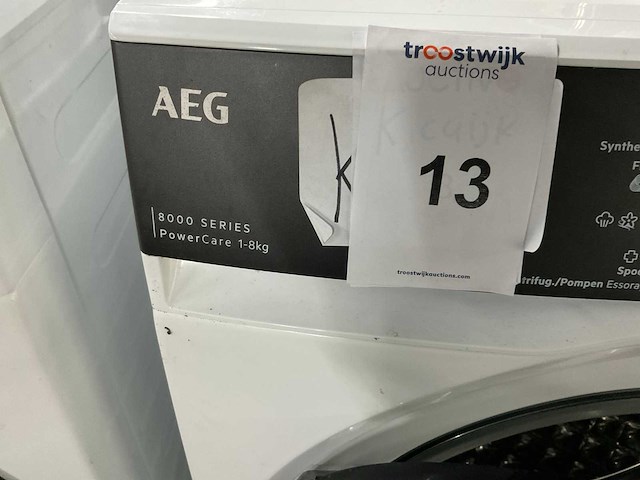 troostwijk
auctions
AEG
13
8000 SERIES
PowerCare 1-8kg
troostwijkauctions.com
Synthe
Spo
trifug./Pompen Essora